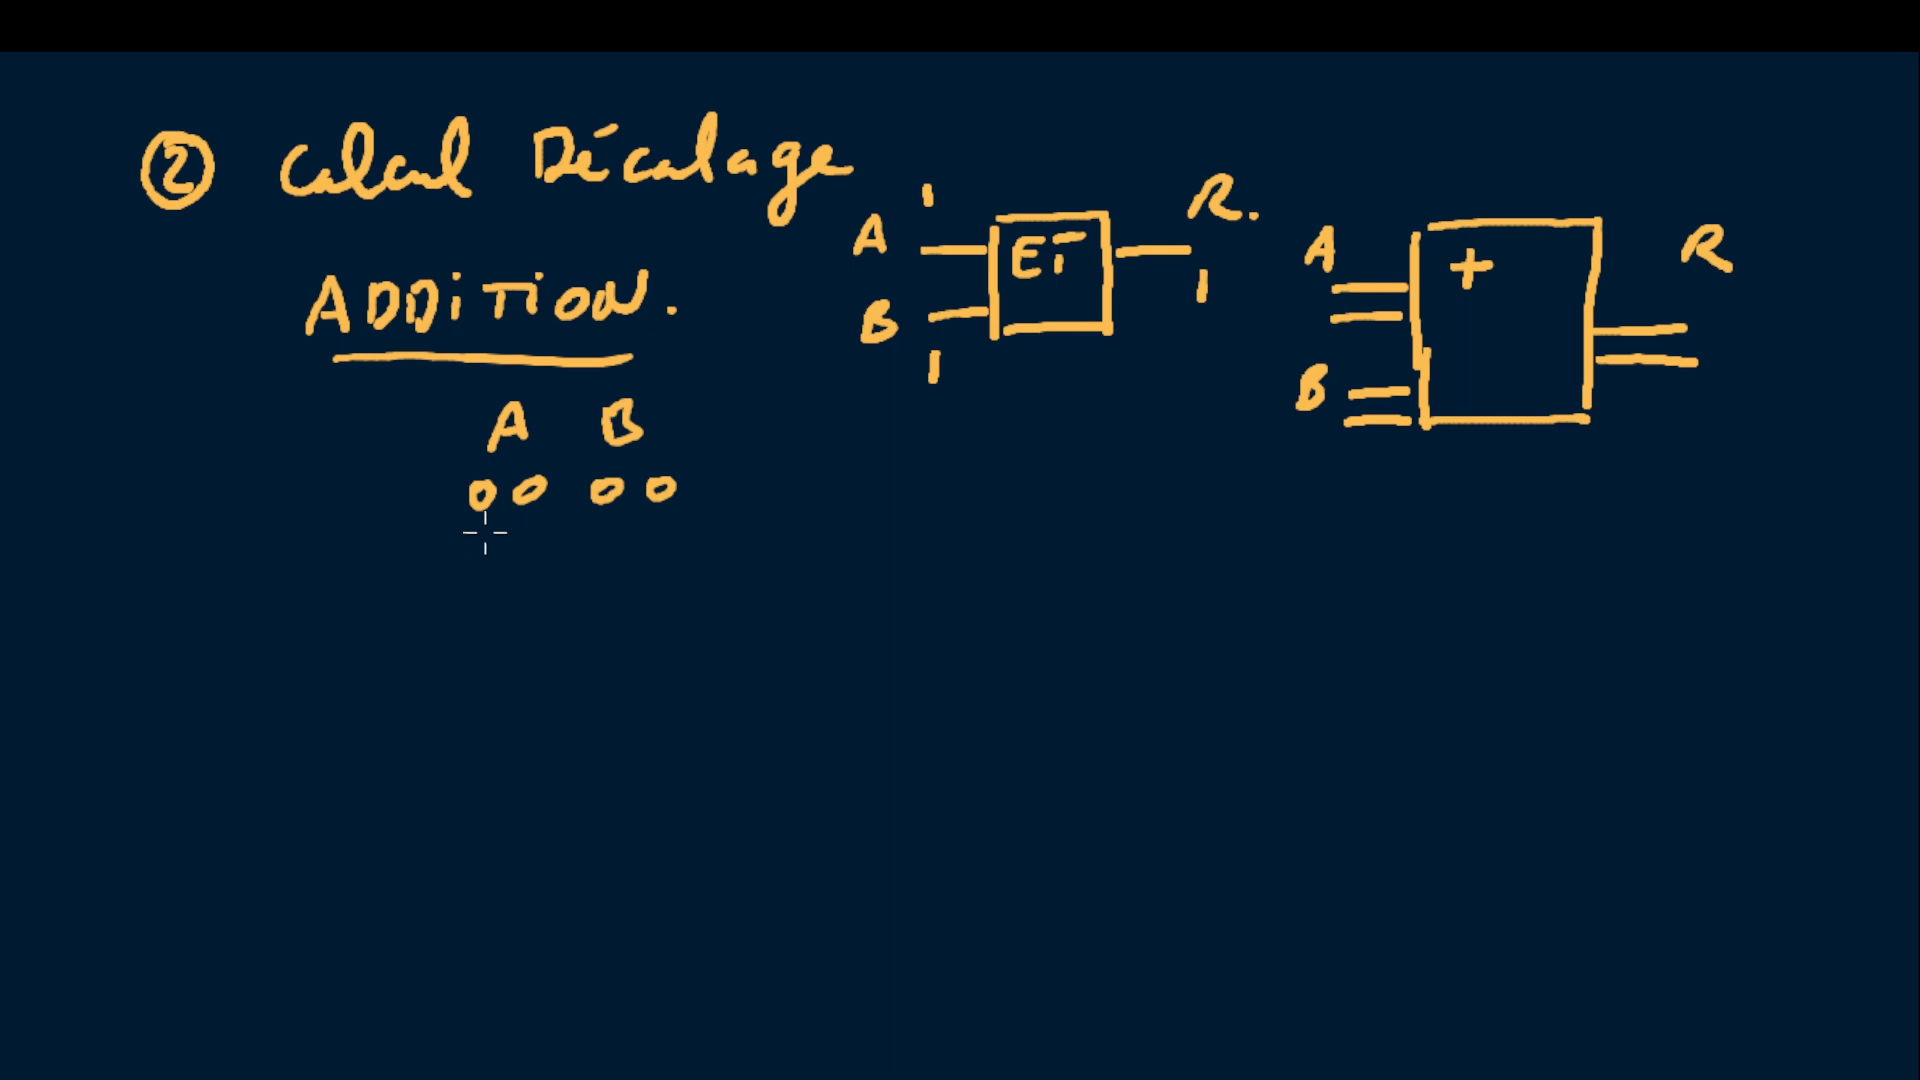 ② Calcul Décalage
ADDiTiON.
A B
0 0 0 0
1
A ET R.
B 1
1
A + R
B